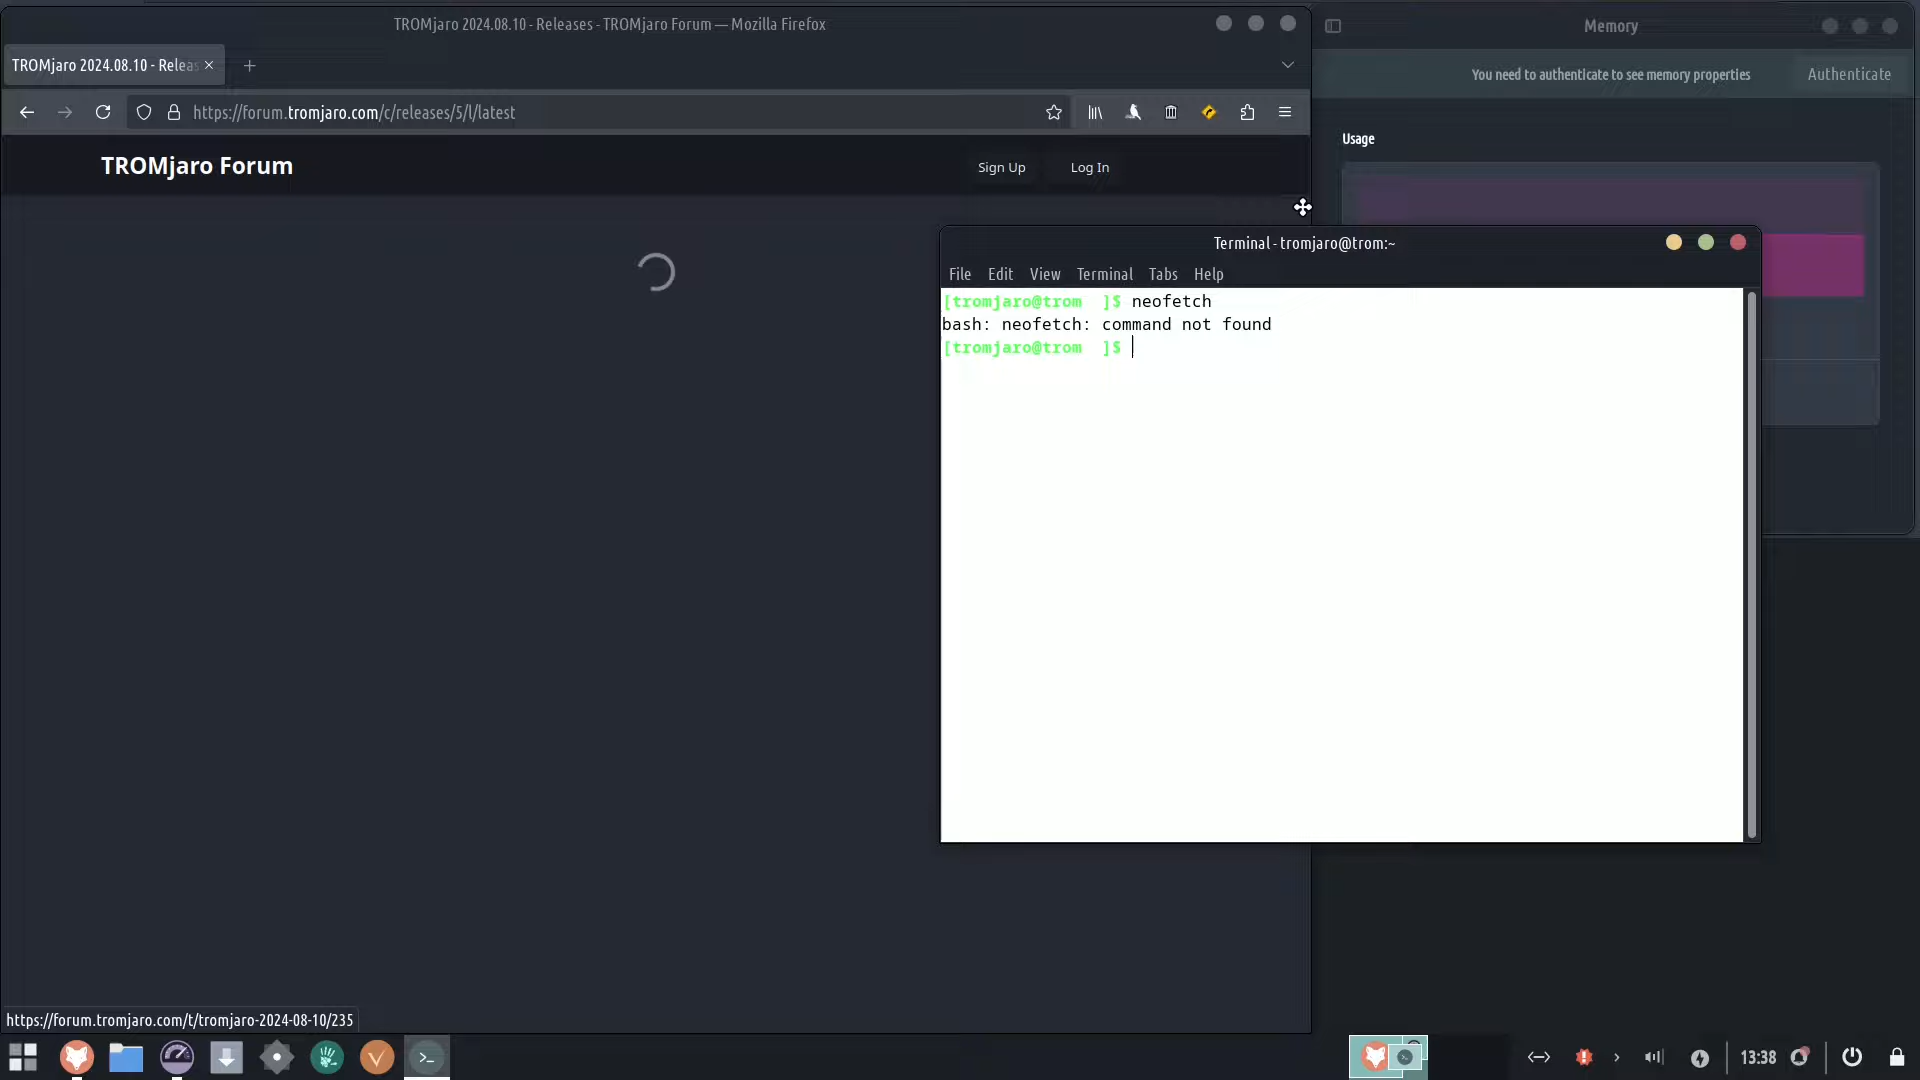 TROMjaro 2024.08.10 - Releases - TROMjaro Forum — Mozilla Firefox
TROMjaro 2024.08.10 - Releas
https://forum.tromjaro.com/c/releases/5/l/latest
TROMjaro Forum
Sign Up
Log In
https://forum.tromjaro.com/t/tromjaro-2024-08-10/235
Memory
You need to authenticate to see memory properties
Authenticate
Usage
Terminal - tromjaro@trom:~
File Edit View Terminal Tabs Help
[tromjaro@trom  ]$ neofetch
bash: neofetch: command not found
[tromjaro@trom  ]$
13:38